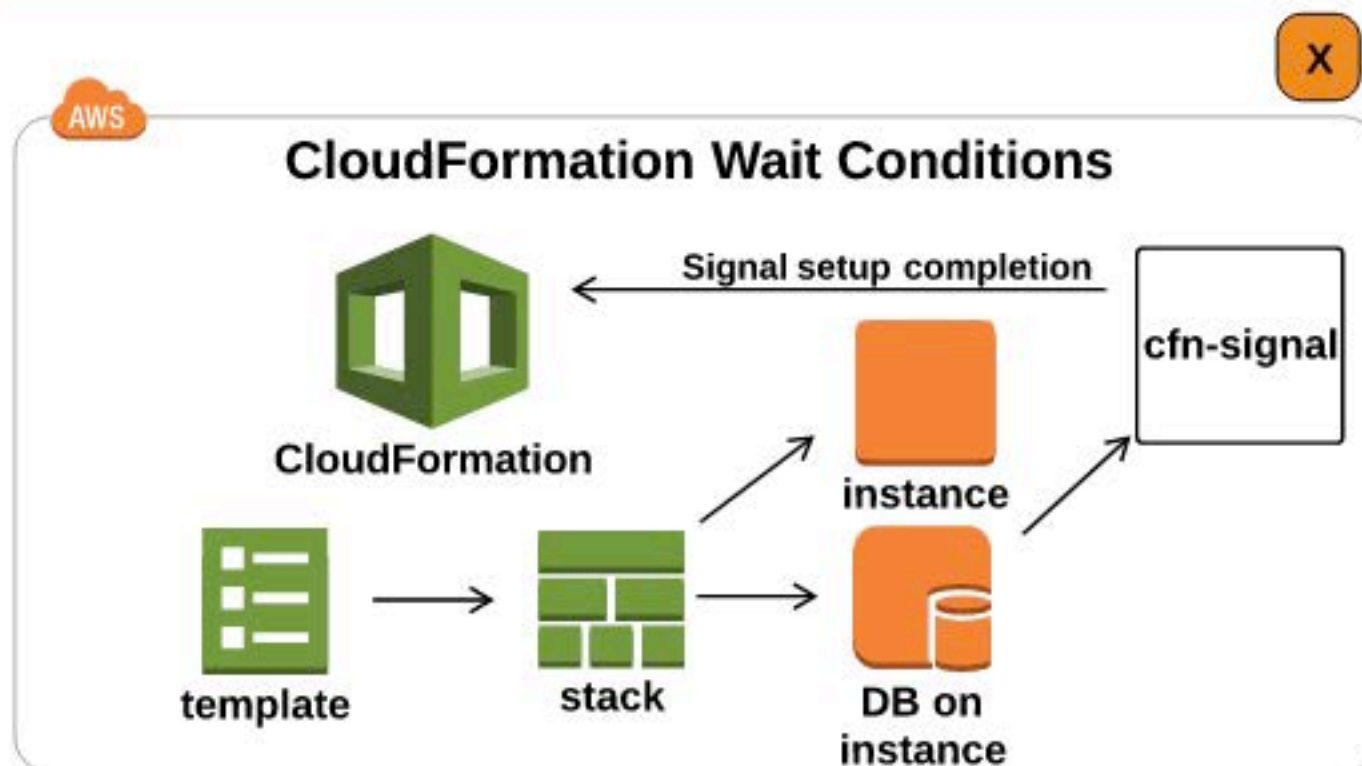 X
AWS
CloudFormation Wait Conditions
Signal setup completion
cfn-signal
CloudFormation
instance
template
stack
DB on
instance